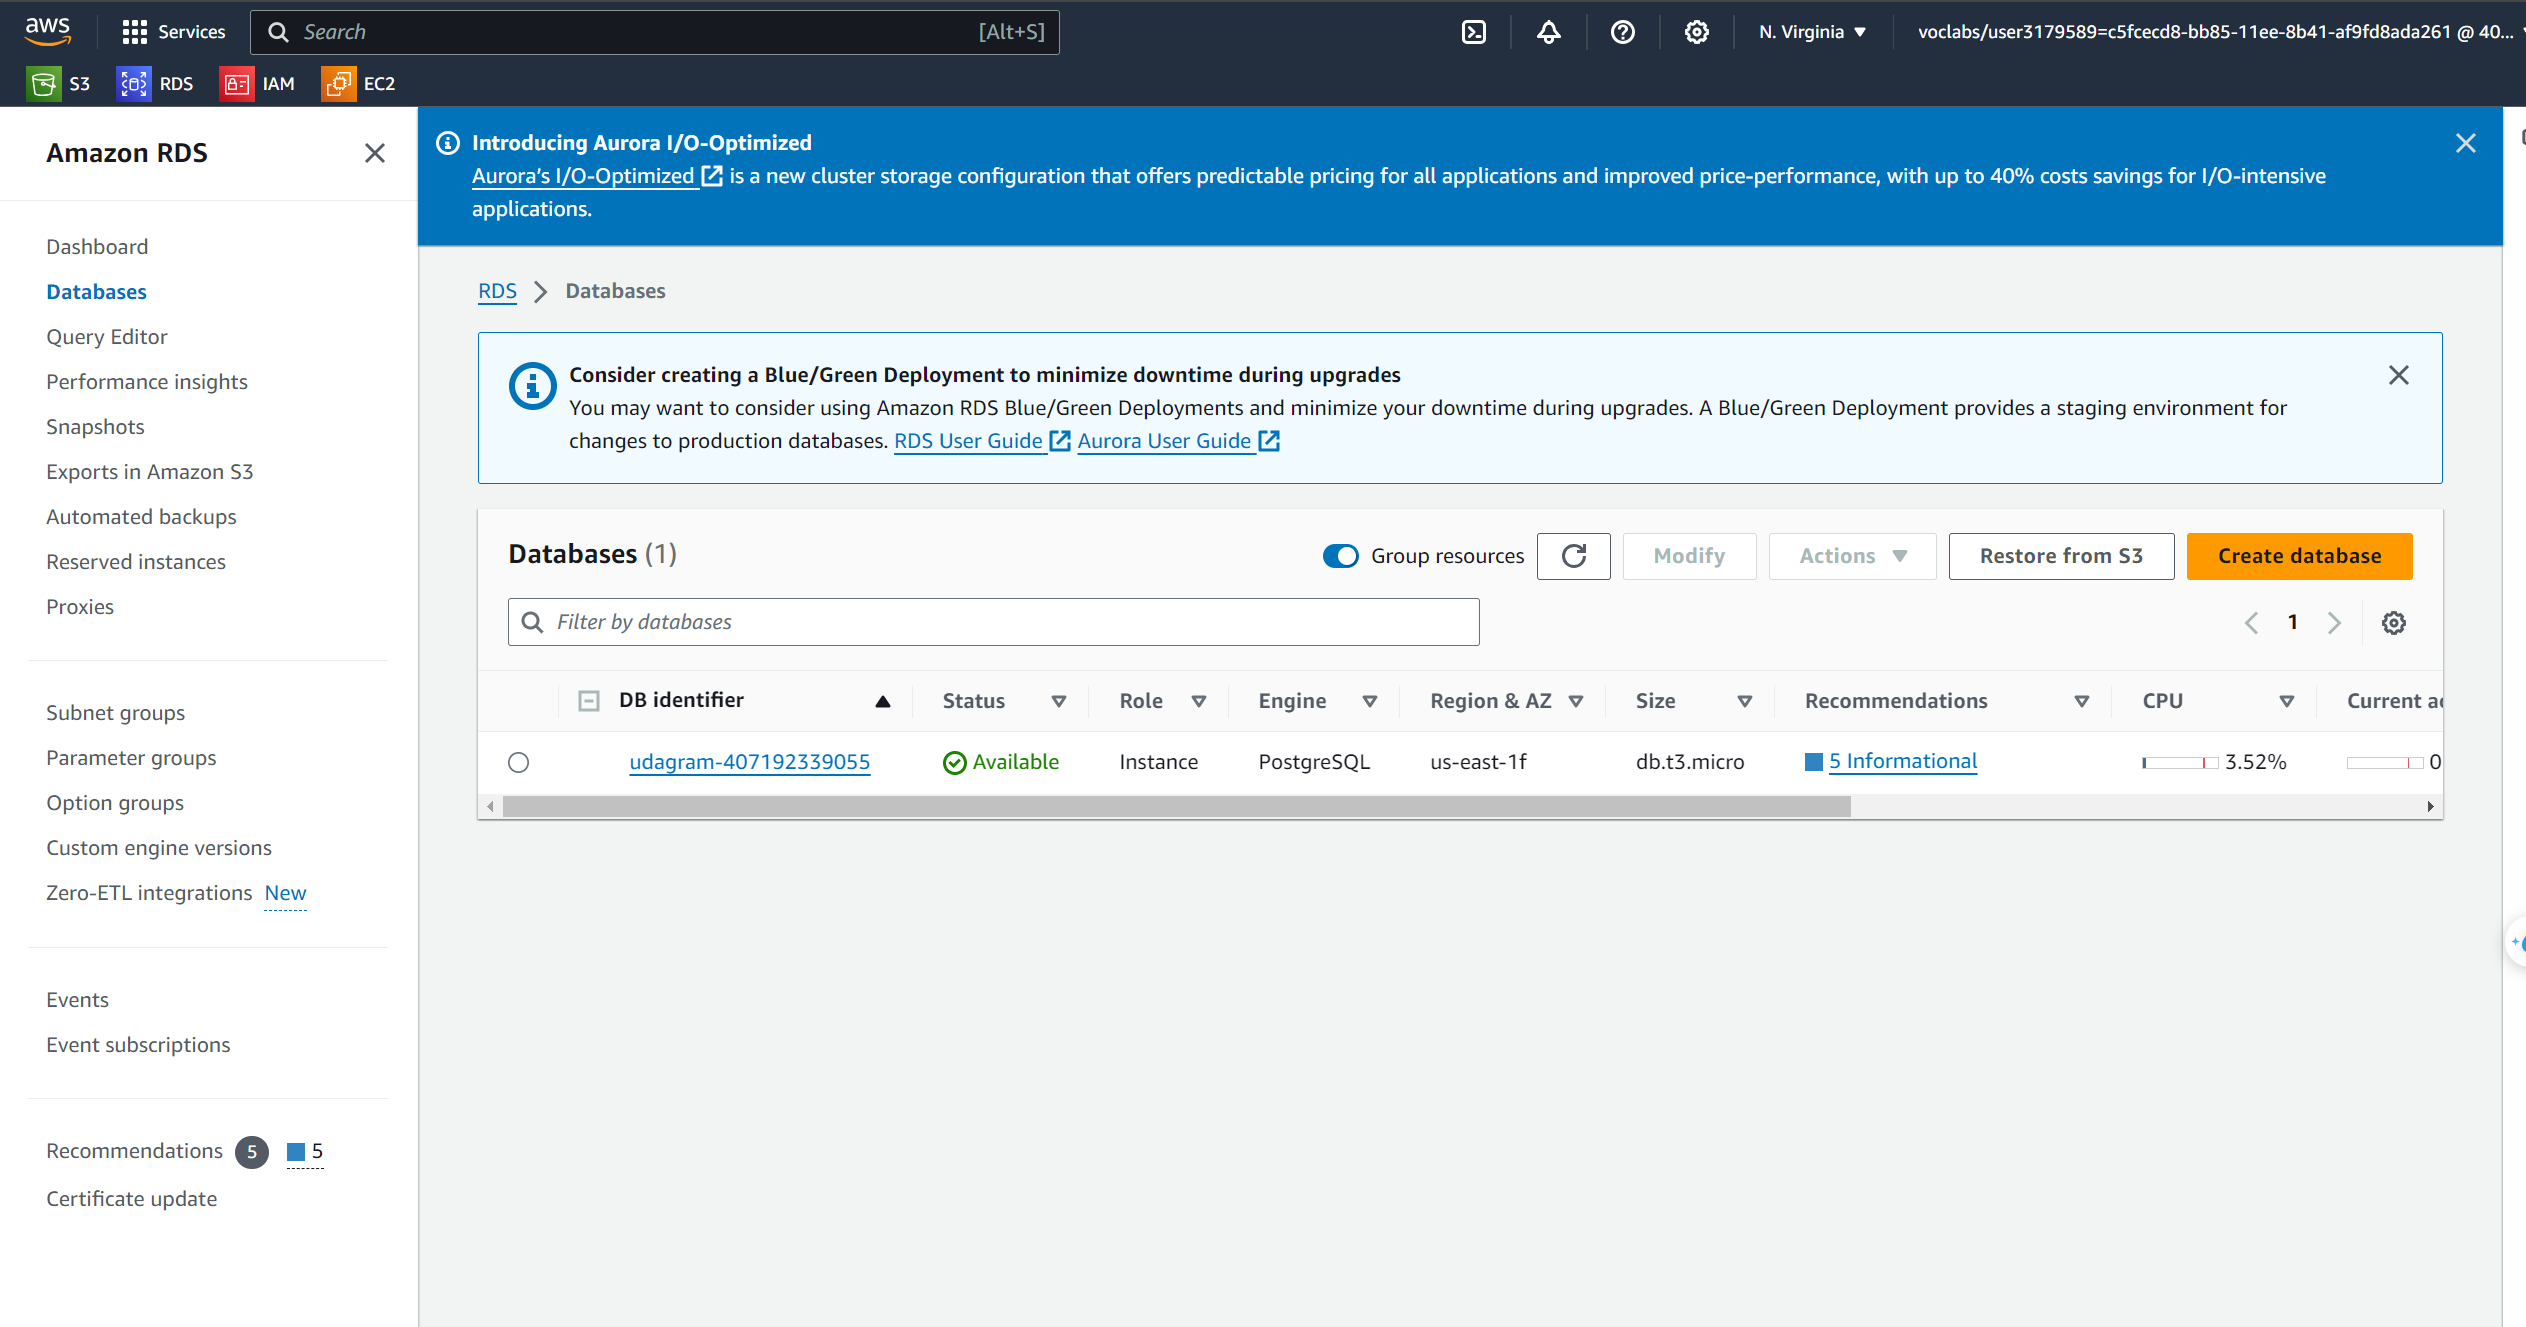 aws
Services
Search
[Alt+S]
N. Virginia
voclabs/user3179589=c5fcecd8-bb85-11ee-8b41-af9fd8ada261 @ 40...
S3
RDS
IAM
EC2
Amazon RDS
Dashboard
Databases
Query Editor
Performance insights
Snapshots
Exports in Amazon S3
Automated backups
Reserved instances
Proxies
Subnet groups
Parameter groups
Option groups
Custom engine versions
Zero-ETL integrations New
Events
Event subscriptions
Recommendations 5 5
Certificate update
Introducing Aurora I/O-Optimized
Aurora's I/O-Optimized is a new cluster storage configuration that offers predictable pricing for all applications and improved price-performance, with up to 40% costs savings for I/O-intensive
applications.
RDS > Databases
Consider creating a Blue/Green Deployment to minimize downtime during upgrades
You may want to consider using Amazon RDS Blue/Green Deployments and minimize your downtime during upgrades. A Blue/Green Deployment provides a staging environment for
changes to production databases. RDS User Guide Aurora User Guide
Databases (1)
Group resources
Modify
Actions
Restore from S3
Create database
Filter by databases
1
DB identifier Status Role Engine Region & AZ Size Recommendations CPU Current
udagram-407192339055 Available Instance PostgreSQL us-east-1f db.t3.micro 5 Informational 3.52% 0